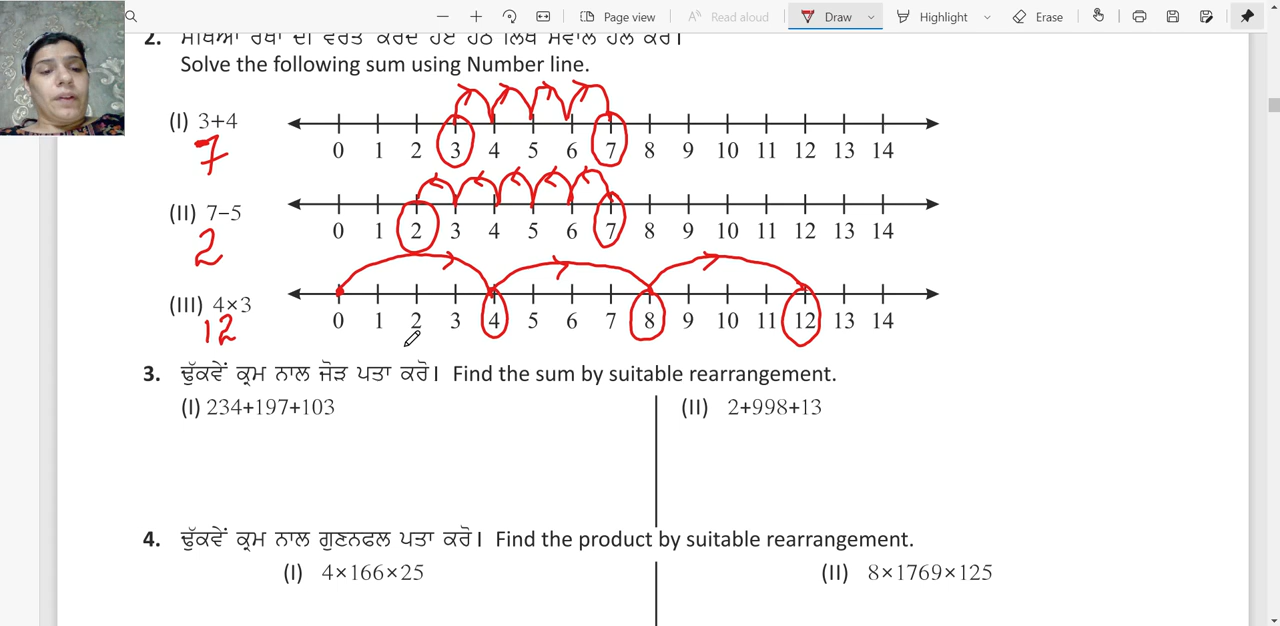 Page view Read aloud Draw Highlight Erase
2.
Solve the following sum using Number line.
(I) 3+4
0 1 2 3 4 5 6 7 8 9 10 11 12 13 14
7
(II) 7−5
0 1 2 3 4 5 6 7 8 9 10 11 12 13 14
2
(III) 4×3
0 1 2 3 4 5 6 7 8 9 10 11 12 13 14
12
3. ਢੁੱਕਵੇਂ ਕ੍ਰਮ ਨਾਲ ਜੋੜ ਪਤਾ ਕਰੋ। Find the sum by suitable rearrangement.
(I) 234+197+103 (II) 2+998+13
4. ਢੁੱਕਵੇਂ ਕ੍ਰਮ ਨਾਲ ਗੁਣਨਫਲ ਪਤਾ ਕਰੋ। Find the product by suitable rearrangement.
(I) 4×166×25 (II) 8×1769×125